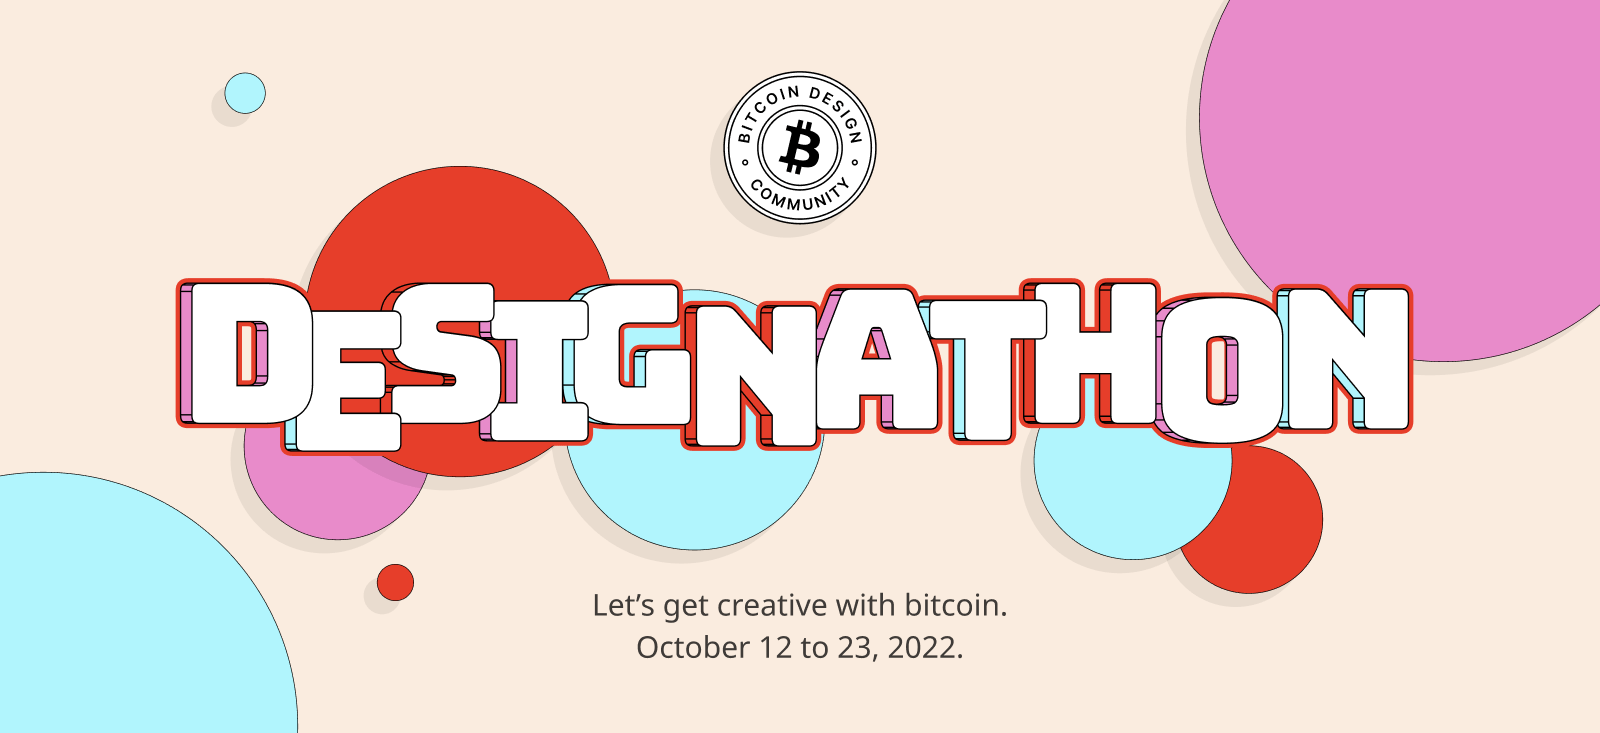 BITCOIN DESIGN
COMMUNITY
DESIGNATHON
Let’s get creative with bitcoin.
October 12 to 23, 2022.